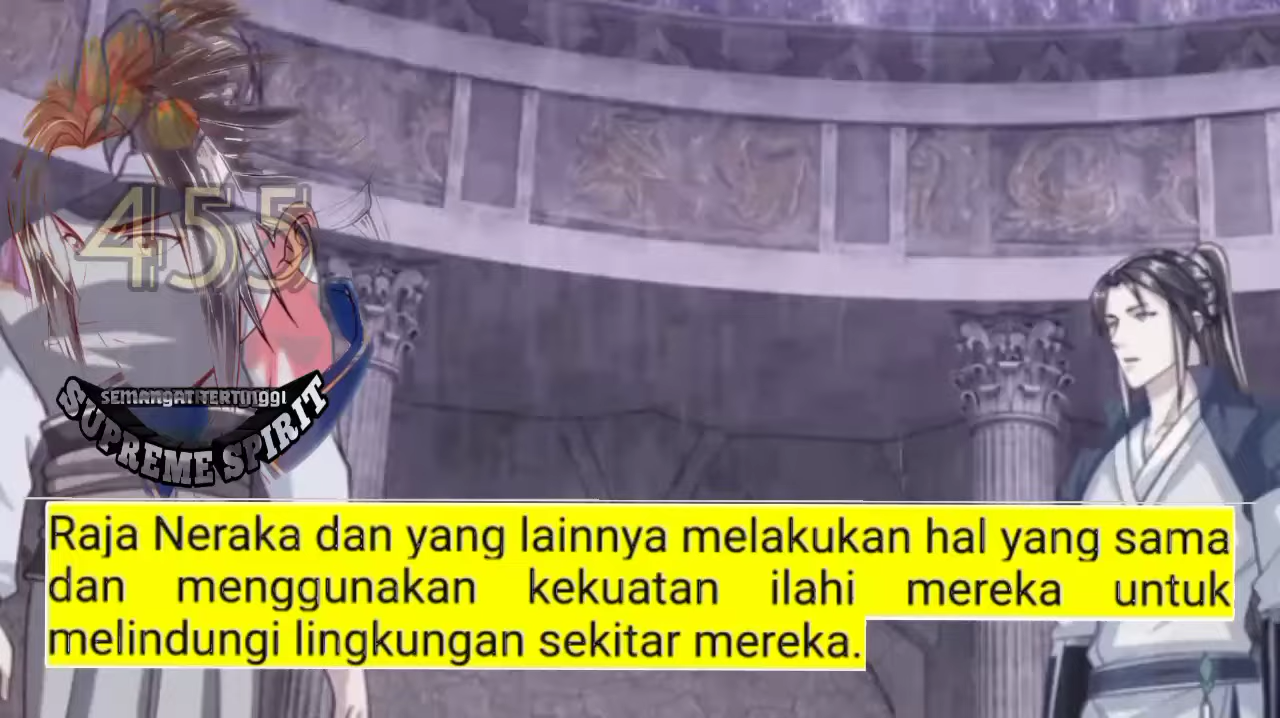 455
SEMANGAT TERTINGGI
SUPREME SPIRIT
Raja Neraka dan yang lainnya melakukan hal yang sama
dan menggunakan kekuatan ilahi mereka untuk
melindungi lingkungan sekitar mereka.